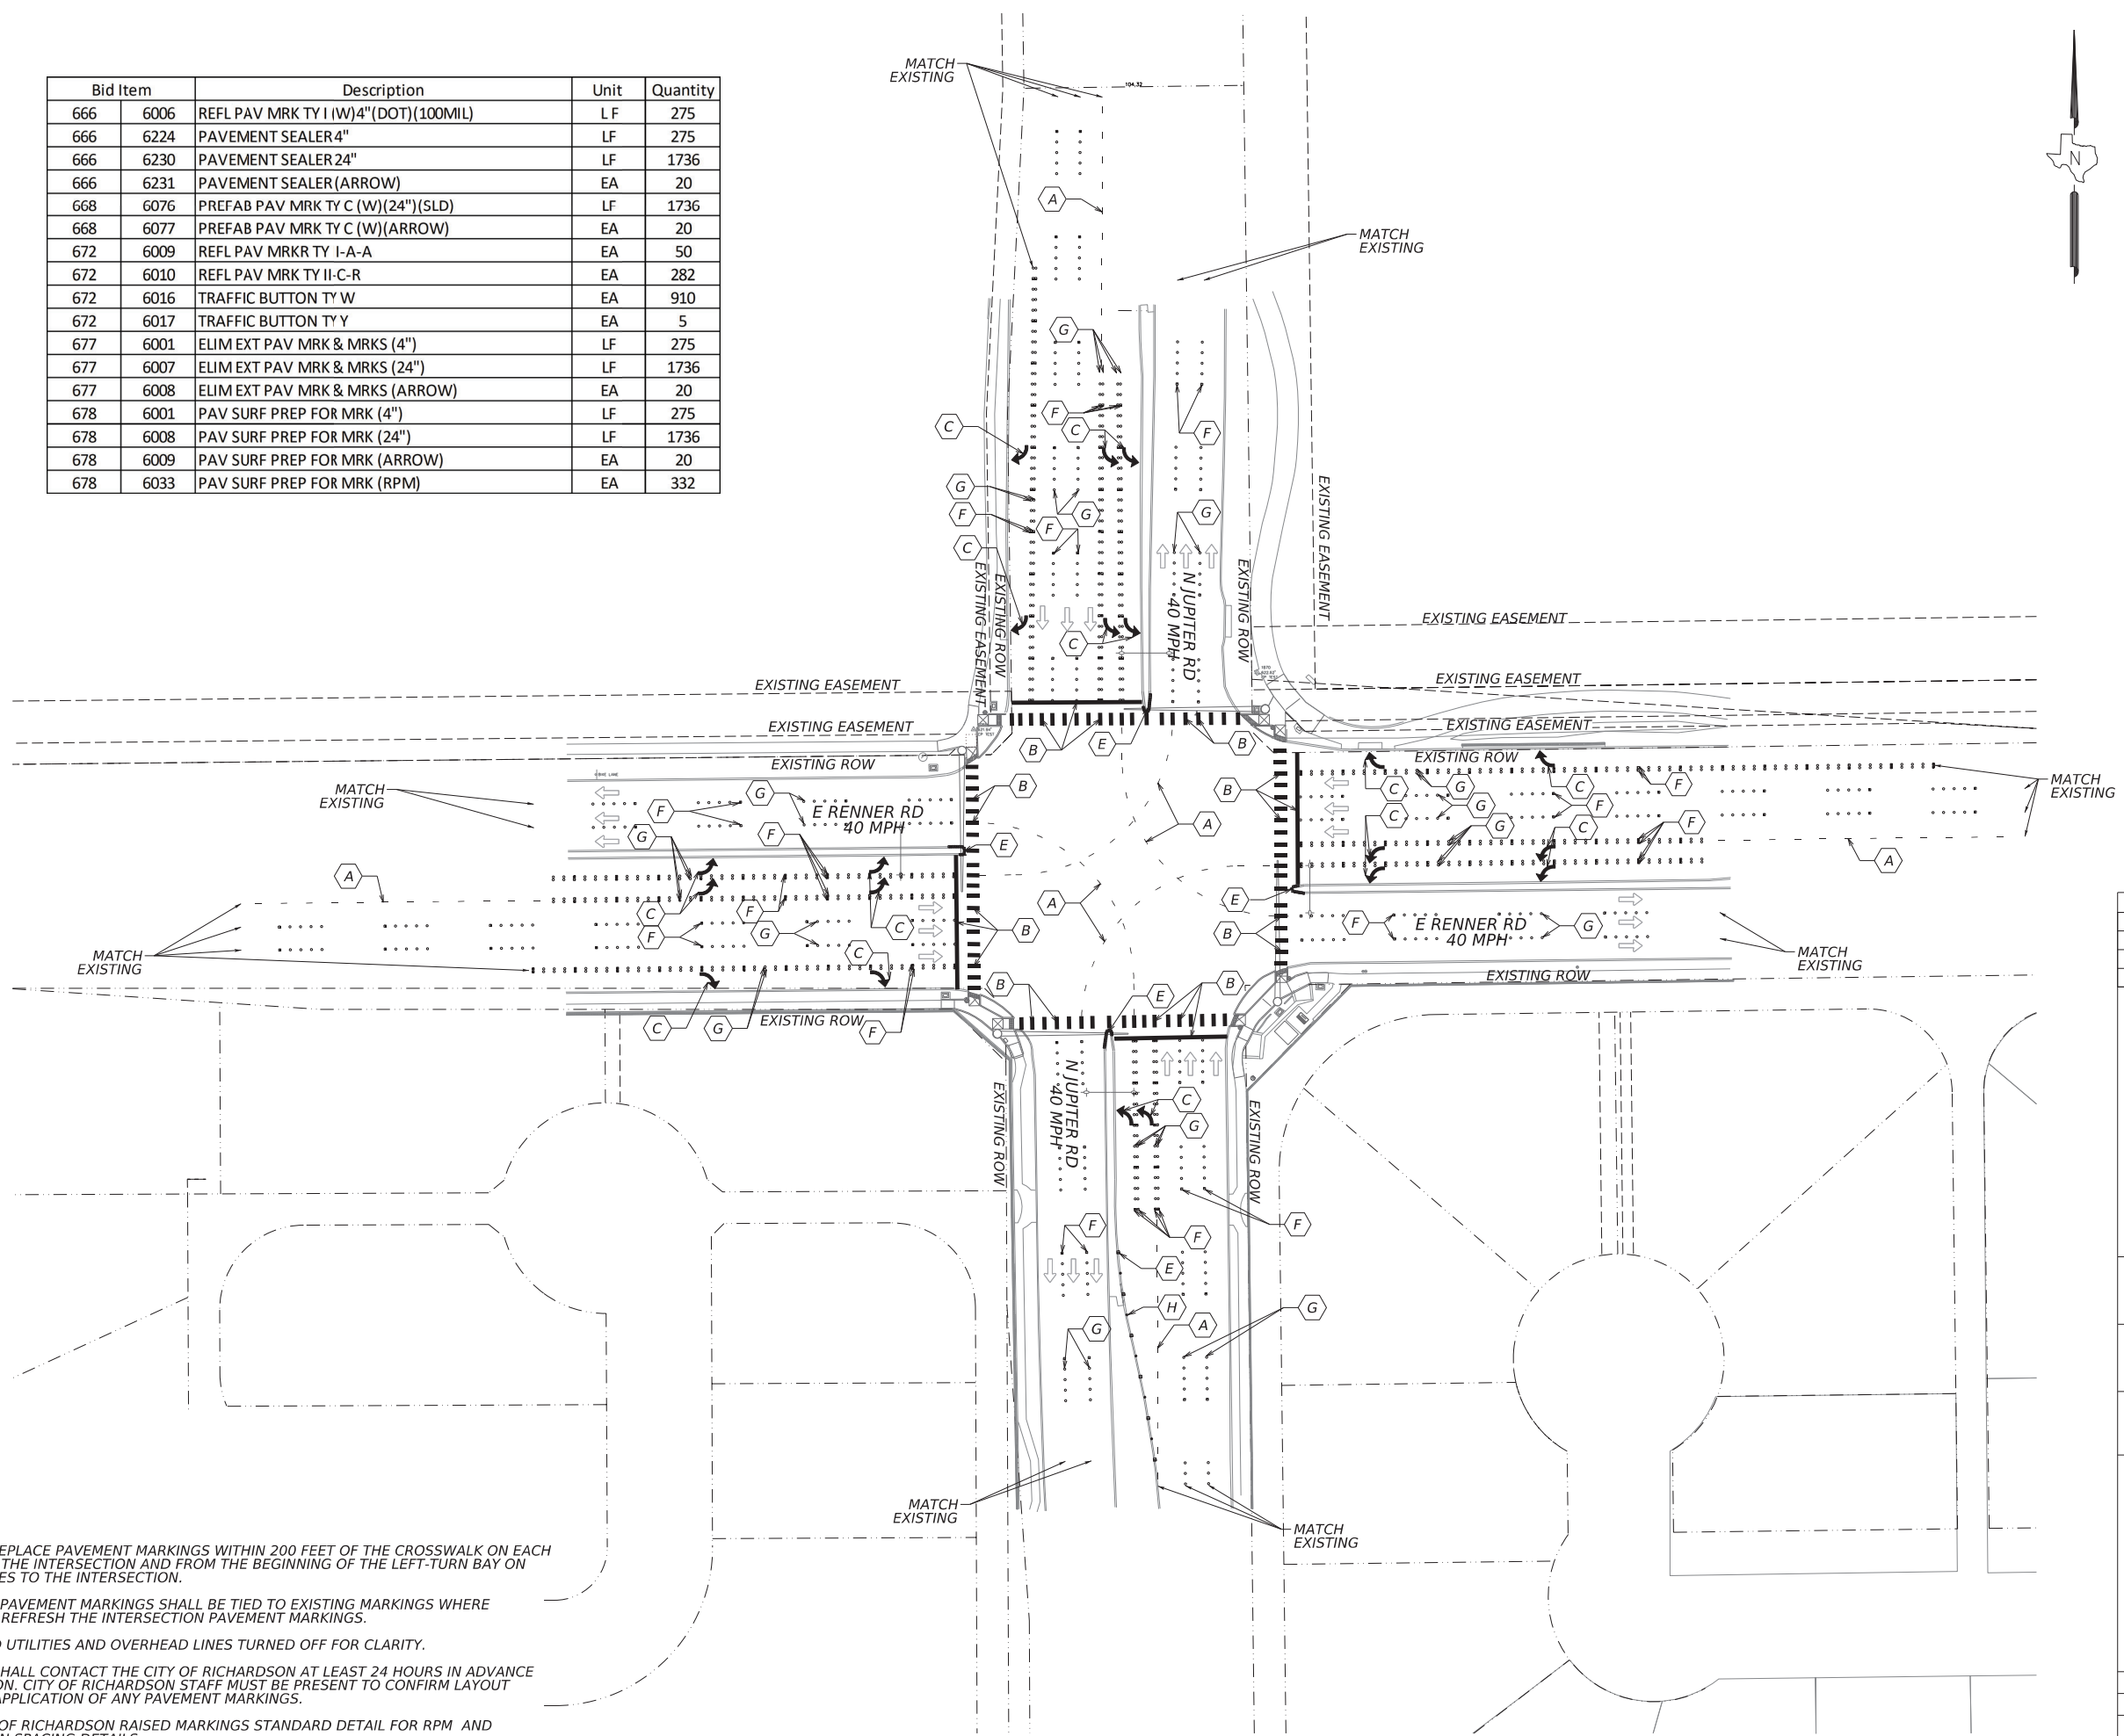 Bid Item Description Unit Quantity
666 6006 REFL PAV MRK TY I (W)4"(DOT)(100MIL) LF 275
666 6224 PAVEMENT SEALER 4" LF 275
666 6230 PAVEMENT SEALER 24" LF 1736
666 6231 PAVEMENT SEALER (ARROW) EA 20
668 6076 PREFAB PAV MRK TY C (W)(24")(SLD) LF 1736
668 6077 PREFAB PAV MRK TY C (W)(ARROW) EA 20
672 6009 REFL PAV MRKR TY I-A-A EA 50
672 6010 REFL PAV MRK TY II-C-R EA 282
672 6016 TRAFFIC BUTTON TY W EA 910
672 6017 TRAFFIC BUTTON TY Y EA 5
677 6001 ELIM EXT PAV MRK & MRKS (4") LF 275
677 6007 ELIM EXT PAV MRK & MRKS (24") LF 1736
677 6008 ELIM EXT PAV MRK & MRKS (ARROW) EA 20
678 6001 PAV SURF PREP FOR MRK (4") LF 275
678 6008 PAV SURF PREP FOR MRK (24") LF 1736
678 6009 PAV SURF PREP FOR MRK (ARROW) EA 20
678 6033 PAV SURF PREP FOR MRK (RPM) EA 332
MATCH
EXISTING
104.32
N
A
MATCH
EXISTING
G
F
C
C
F
G
F
G
F
G
C
C
EXISTING EASEMENT
EXISTING ROW
N JUPITER RD
40 MPH
EXISTING ROW
EXISTING EASEMENT
EXISTING EASEMENT
EXISTING EASEMENT
EXISTING EASEMENT
EXISTING EASEMENT
EXISTING EASEMENT
B
E
B
EXISTING ROW
EXISTING ROW
MATCH
EXISTING
BIKE LANE
G
F
E RENNER RD
40 MPH
G
F
B
B
A
E
C
G
C
F
G
F
C
G
C
F
MATCH
EXISTING
A
A
C
F
F
G
C
C
A
B
E
B
F
E RENNER RD
40 MPH
G
MATCH
EXISTING
MATCH
EXISTING
EXISTING ROW
C
G
EXISTING ROW
F
B
E
B
EXISTING ROW
N JUPITER RD
40 MPH
C
G
EXISTING ROW
F
F
F
E
H
G
A
G
MATCH
EXISTING
MATCH
EXISTING
EPLACE PAVEMENT MARKINGS WITHIN 200 FEET OF THE CROSSWALK ON EACH
THE INTERSECTION AND FROM THE BEGINNING OF THE LEFT-TURN BAY ON
ES TO THE INTERSECTION.
PAVEMENT MARKINGS SHALL BE TIED TO EXISTING MARKINGS WHERE
REFRESH THE INTERSECTION PAVEMENT MARKINGS.
UTILITIES AND OVERHEAD LINES TURNED OFF FOR CLARITY.
HALL CONTACT THE CITY OF RICHARDSON AT LEAST 24 HOURS IN ADVANCE
ON. CITY OF RICHARDSON STAFF MUST BE PRESENT TO CONFIRM LAYOUT
APPLICATION OF ANY PAVEMENT MARKINGS.
OF RICHARDSON RAISED MARKINGS STANDARD DETAIL FOR RPM AND